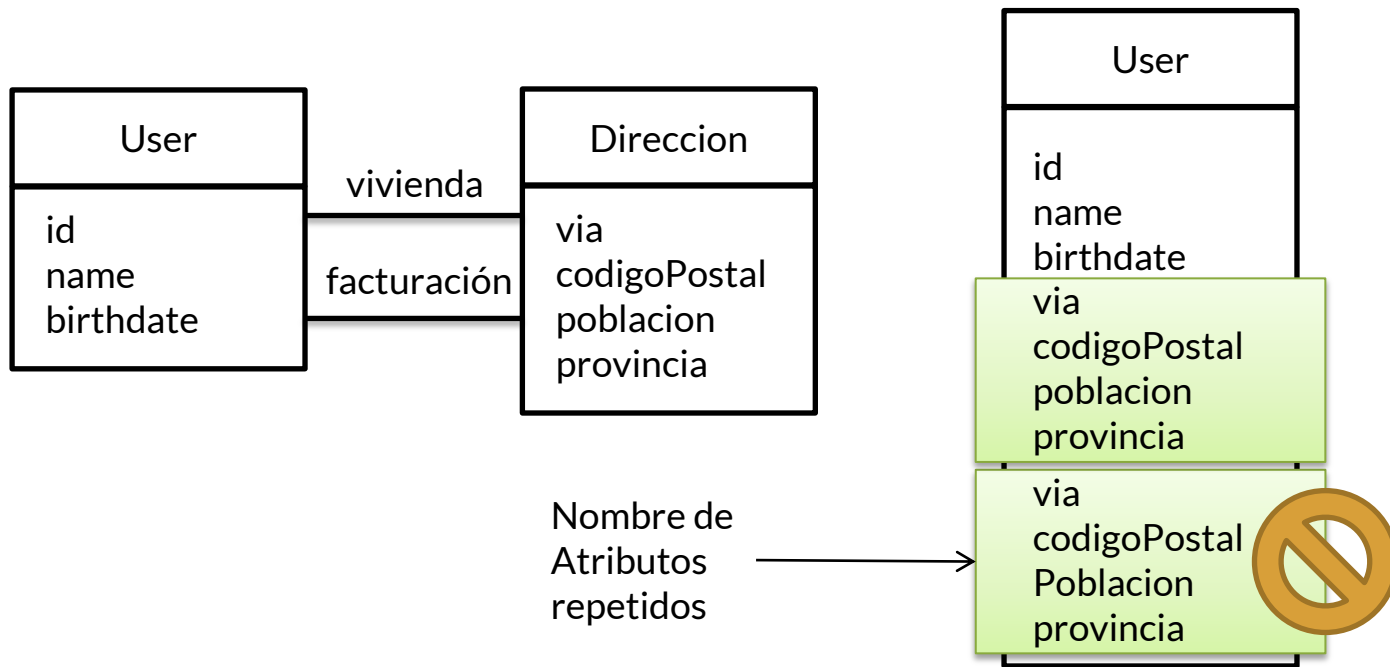 User
id
name
birthdate
vivienda
facturación
Direccion
via
codigoPostal
poblacion
provincia
User
id
name
birthdate
via
codigoPostal
poblacion
provincia
via
codigoPostal
Poblacion
provincia
Nombre de
Atributos
repetidos